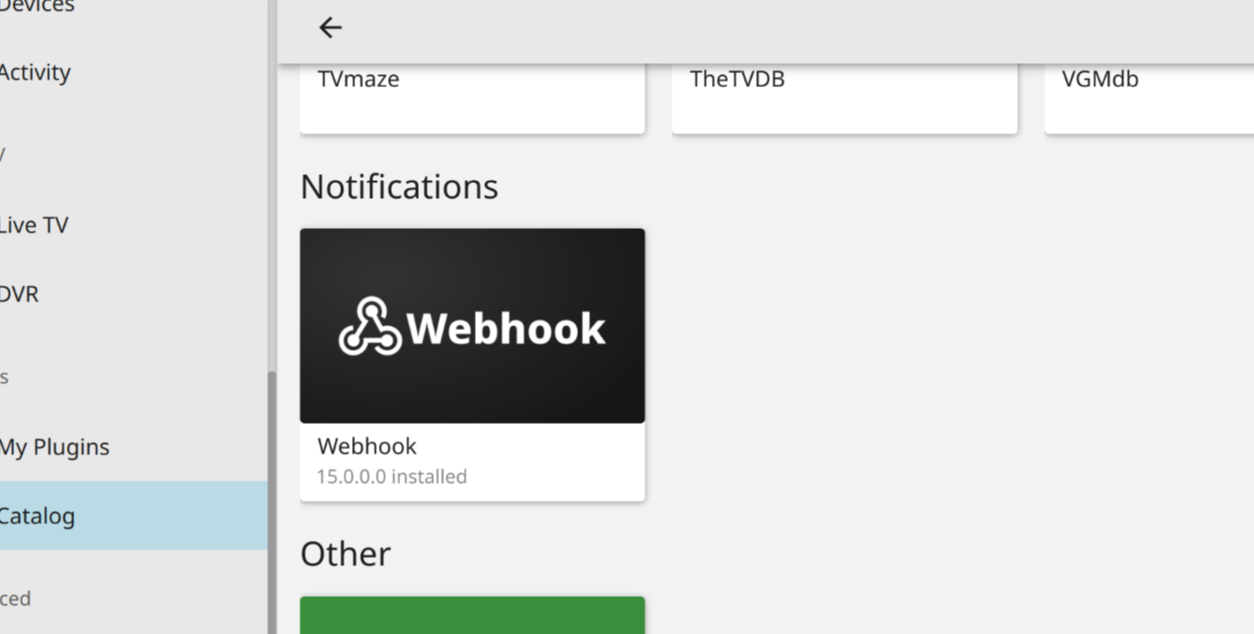 Devices
Activity
Live TV
DVR
My Plugins
Catalog
TVmaze
TheTVDB
VGMdb
Notifications
Webhook
Webhook
15.0.0.0 installed
Other